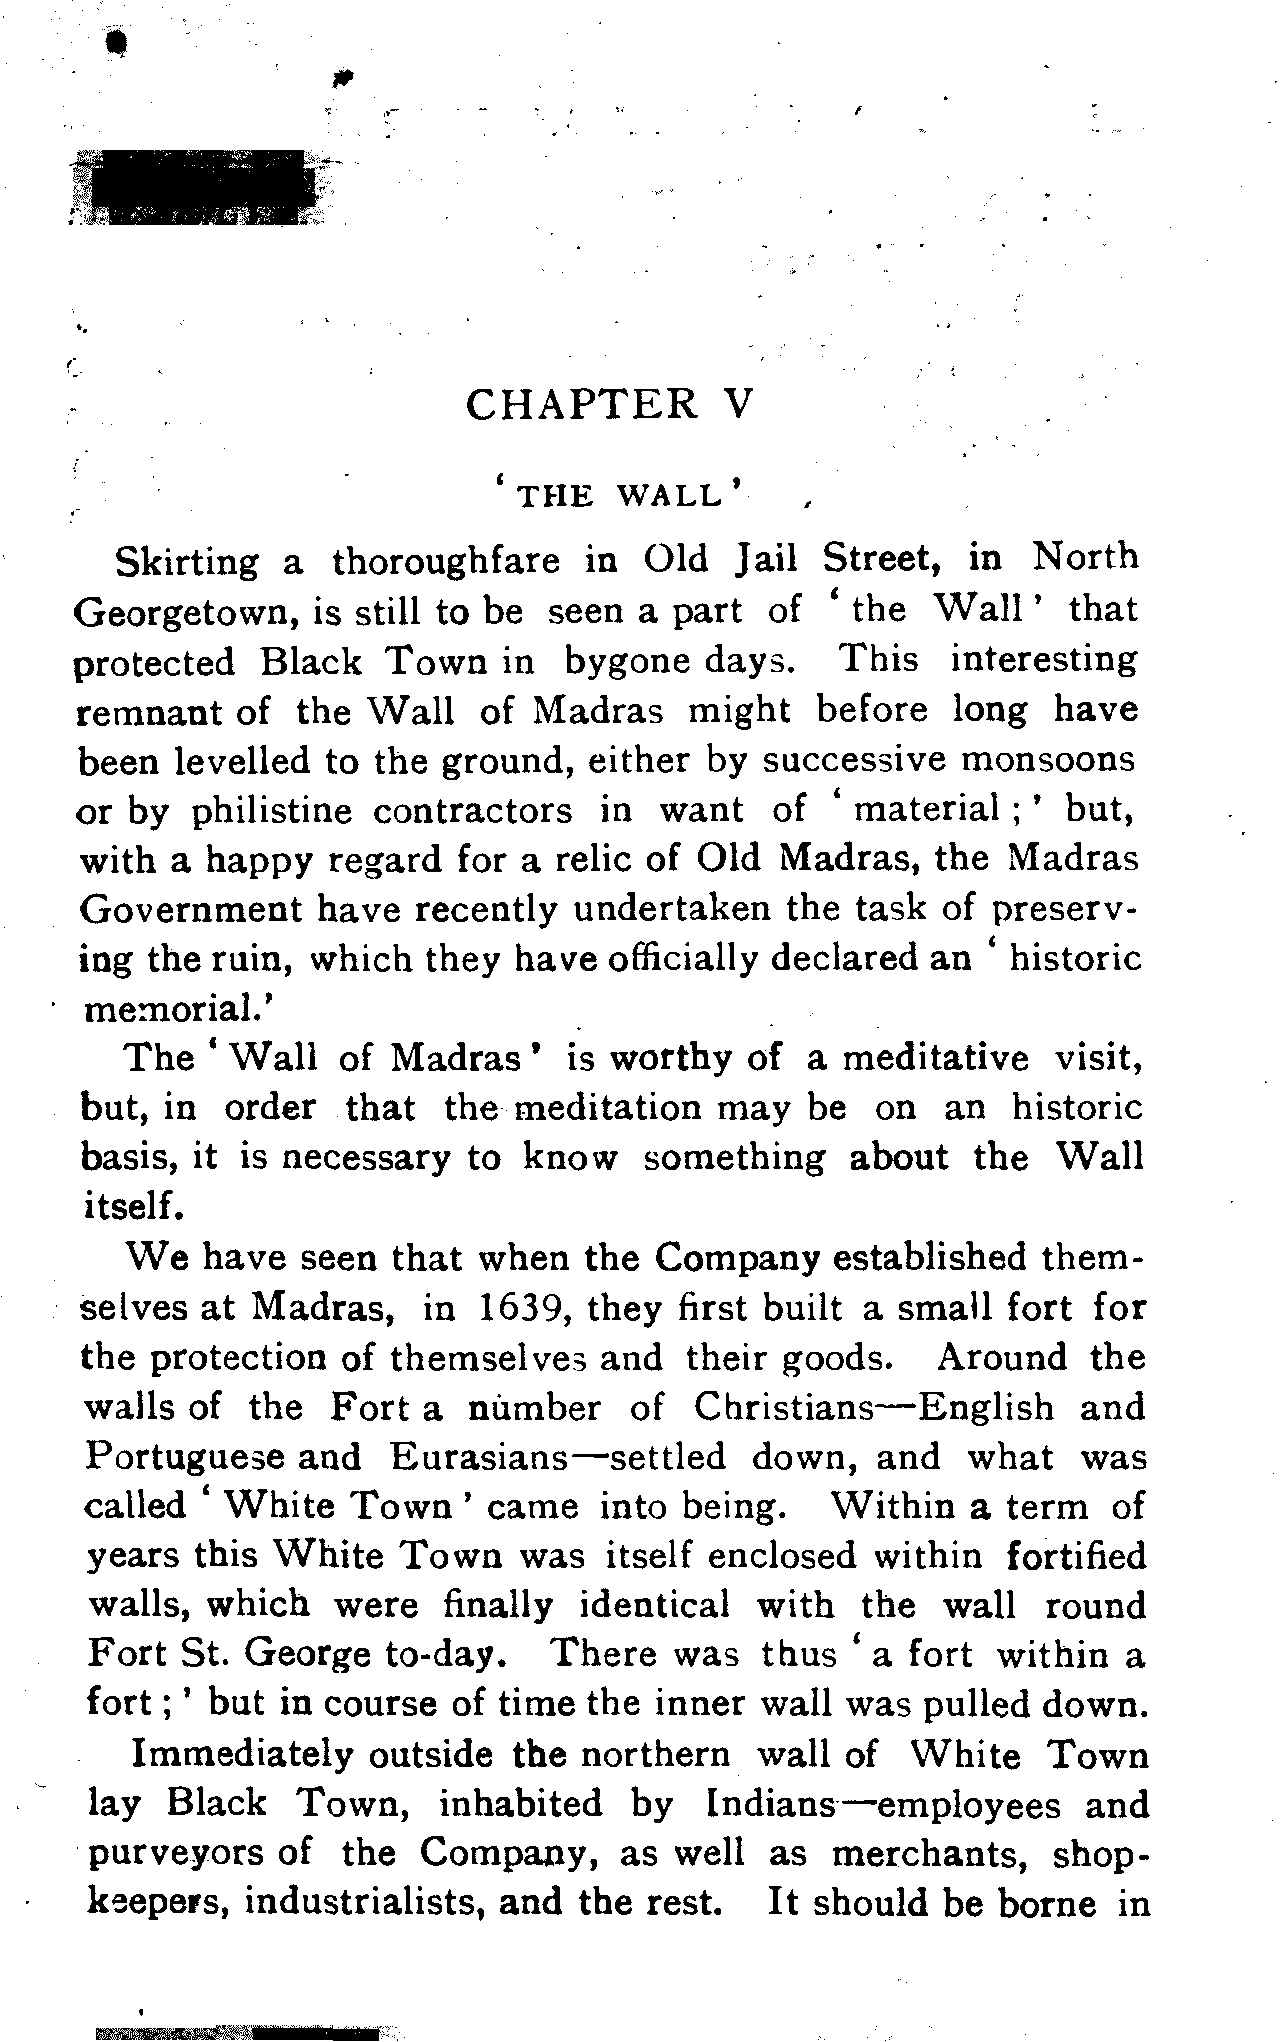 CHAPTER V
‘ THE WALL ’
Skirting a thoroughfare in Old Jail Street, in North
Georgetown, is still to be seen a part of ‘ the Wall ’ that
protected Black Town in bygone days. This interesting
remnant of the Wall of Madras might before long have
been levelled to the ground, either by successive monsoons
or by philistine contractors in want of ‘ material ; ’ but,
with a happy regard for a relic of Old Madras, the Madras
Government have recently undertaken the task of preserv-
ing the ruin, which they have officially declared an ‘ historic
memorial.’
The ‘ Wall of Madras ’ is worthy of a meditative visit,
but, in order that the meditation may be on an historic
basis, it is necessary to know something about the Wall
itself.
We have seen that when the Company established them-
selves at Madras, in 1639, they first built a small fort for
the protection of themselves and their goods. Around the
walls of the Fort a number of Christians—English and
Portuguese and Eurasians—settled down, and what was
called ‘ White Town ’ came into being. Within a term of
years this White Town was itself enclosed within fortified
walls, which were finally identical with the wall round
Fort St. George to-day. There was thus ‘ a fort within a
fort ; ’ but in course of time the inner wall was pulled down.
Immediately outside the northern wall of White Town
lay Black Town, inhabited by Indians—employees and
purveyors of the Company, as well as merchants, shop-
keepers, industrialists, and the rest. It should be borne in